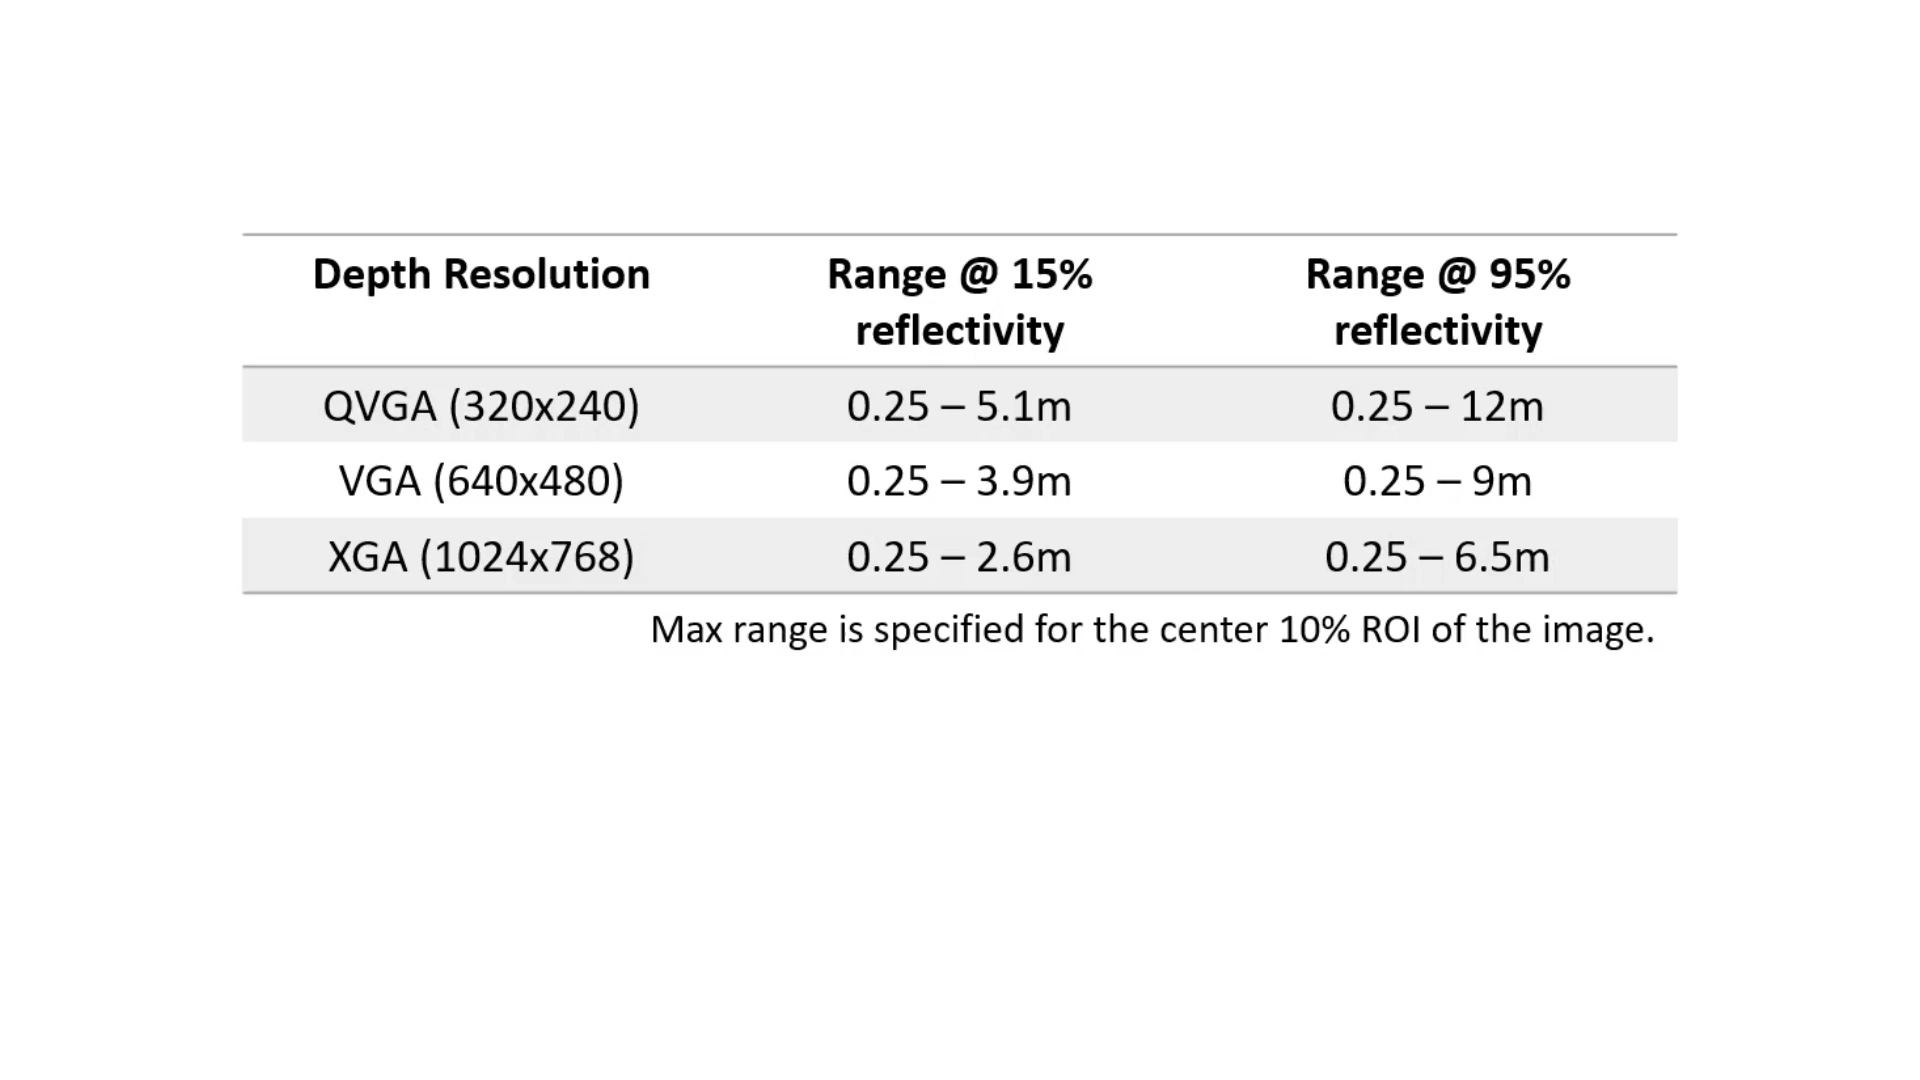 Depth Resolution Range @ 15% reflectivity Range @ 95% reflectivity
QVGA (320x240) 0.25 – 5.1m 0.25 – 12m
VGA (640x480) 0.25 – 3.9m 0.25 – 9m
XGA (1024x768) 0.25 – 2.6m 0.25 – 6.5m
Max range is specified for the center 10% ROI of the image.